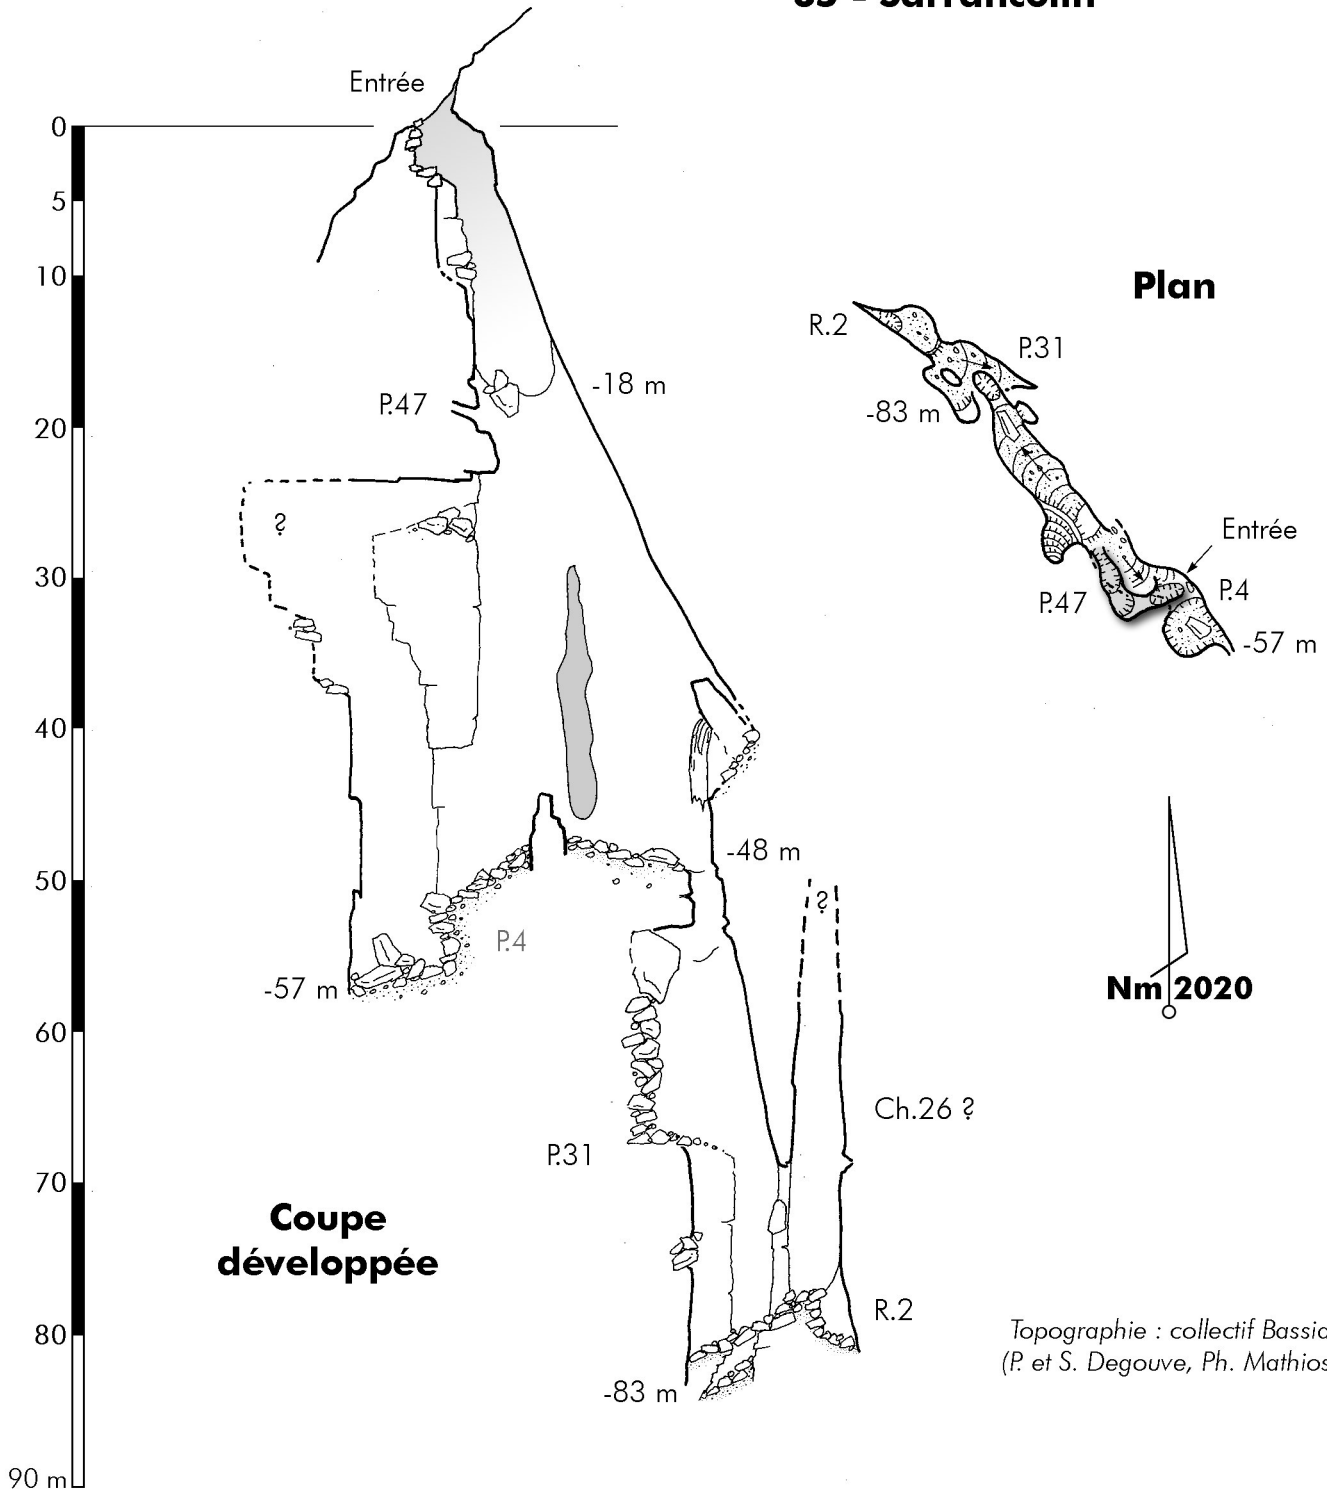 Entrée
0
5
10
20
30
40
50
60
70
80
90 m
P.47
-18 m
?
-48 m
?
P.4
-57 m
Ch.26 ?
P.31
R.2
-83 m
Coupe
développée
Plan
R.2
P.31
-83 m
Entrée
P.47
P.4
-57 m
Nm 2020
Topographie : collectif
(P. et S. Degouve, Ph.